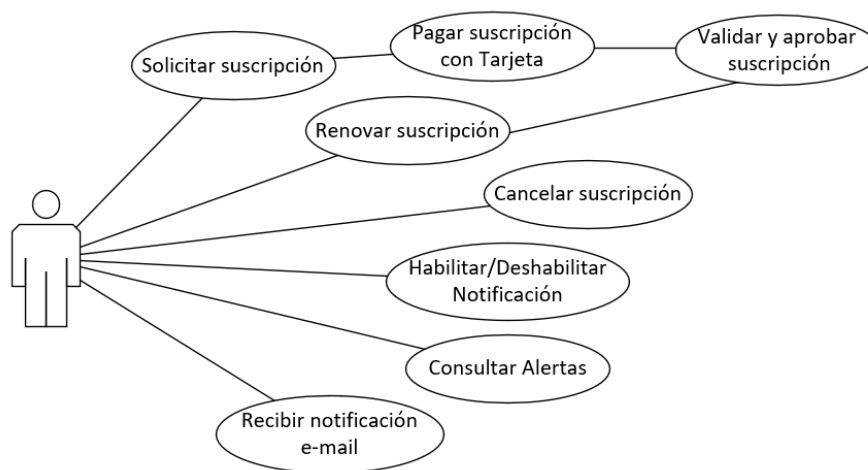 Solicitar suscripción
Pagar suscripción
con Tarjeta
Validar y aprobar
suscripción
Renovar suscripción
Cancelar suscripción
Habilitar/Deshabilitar
Notificación
Consultar Alertas
Recibir notificación
e-mail